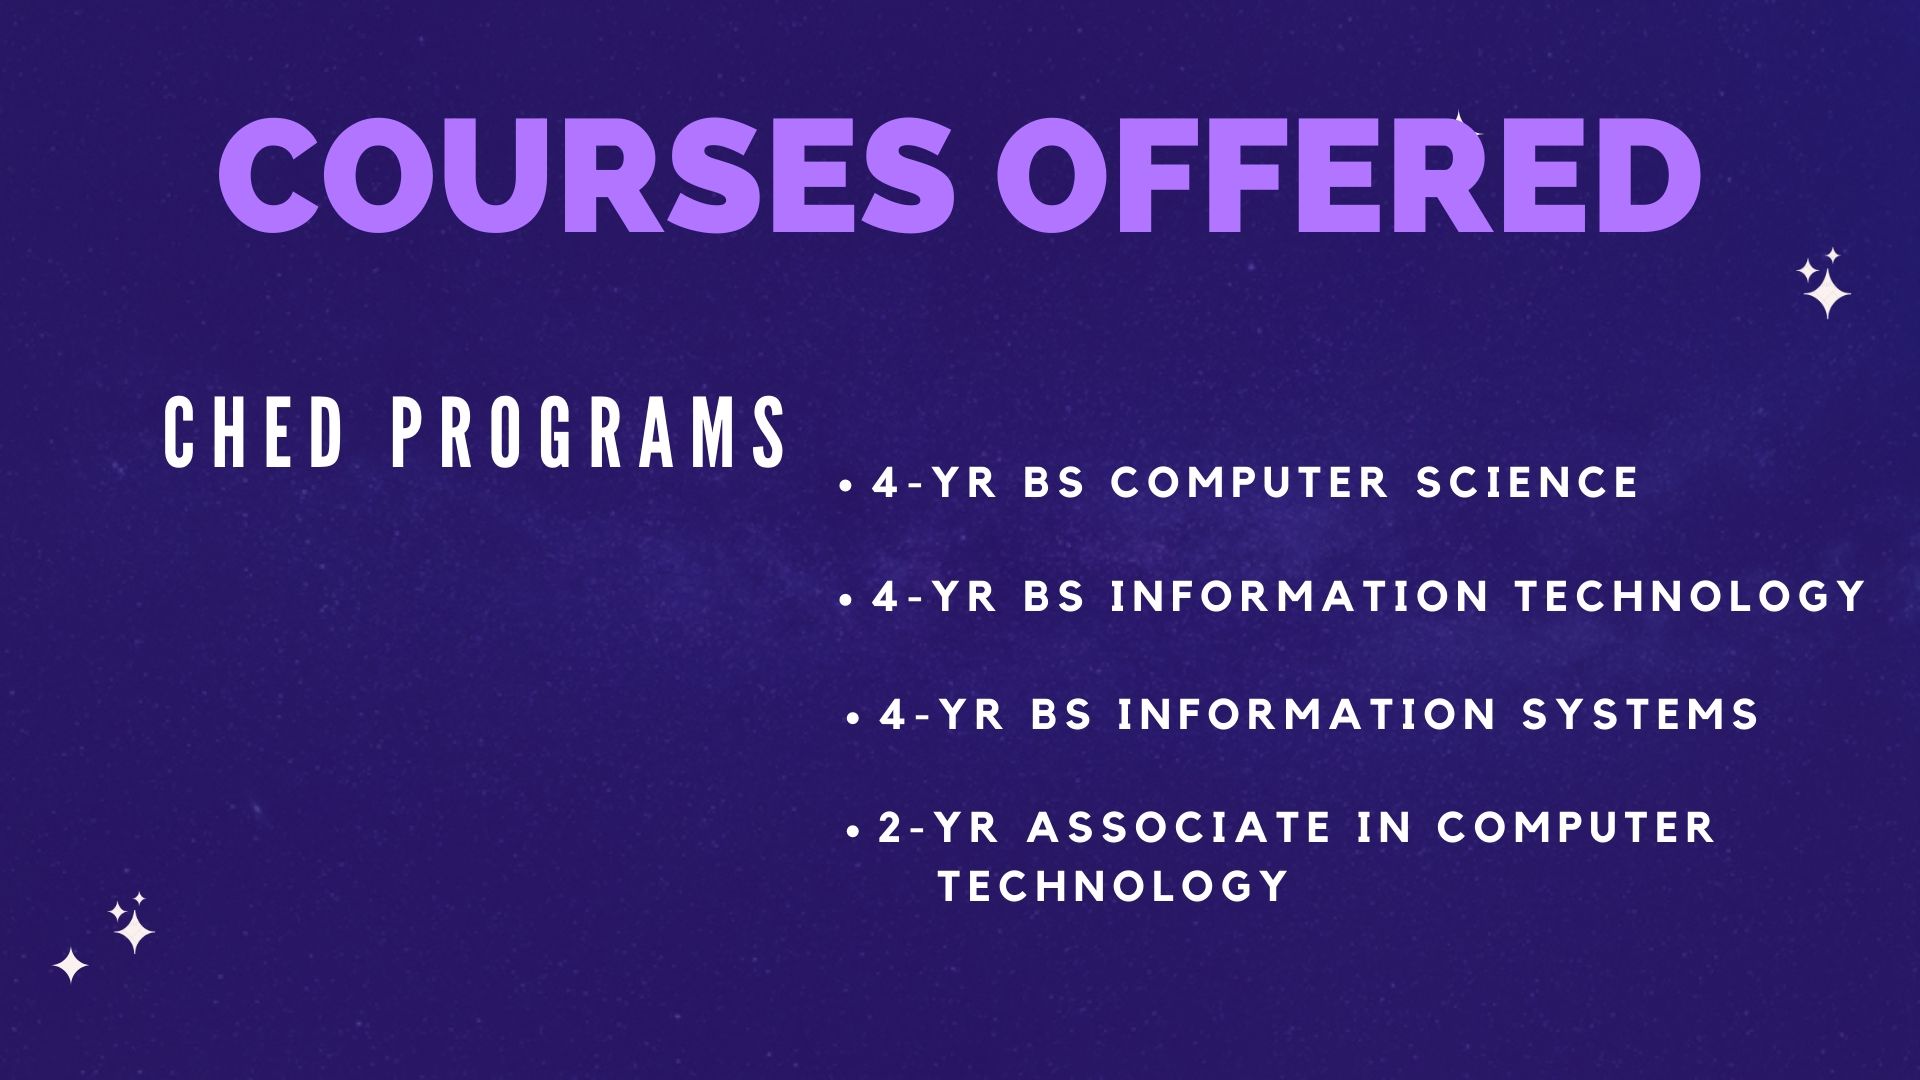 COURSES OFFERED
CHED PROGRAMS
• 4-YR BS COMPUTER SCIENCE
• 4-YR BS INFORMATION TECHNOLOGY
• 4-YR BS INFORMATION SYSTEMS
• 2-YR ASSOCIATE IN COMPUTER
TECHNOLOGY